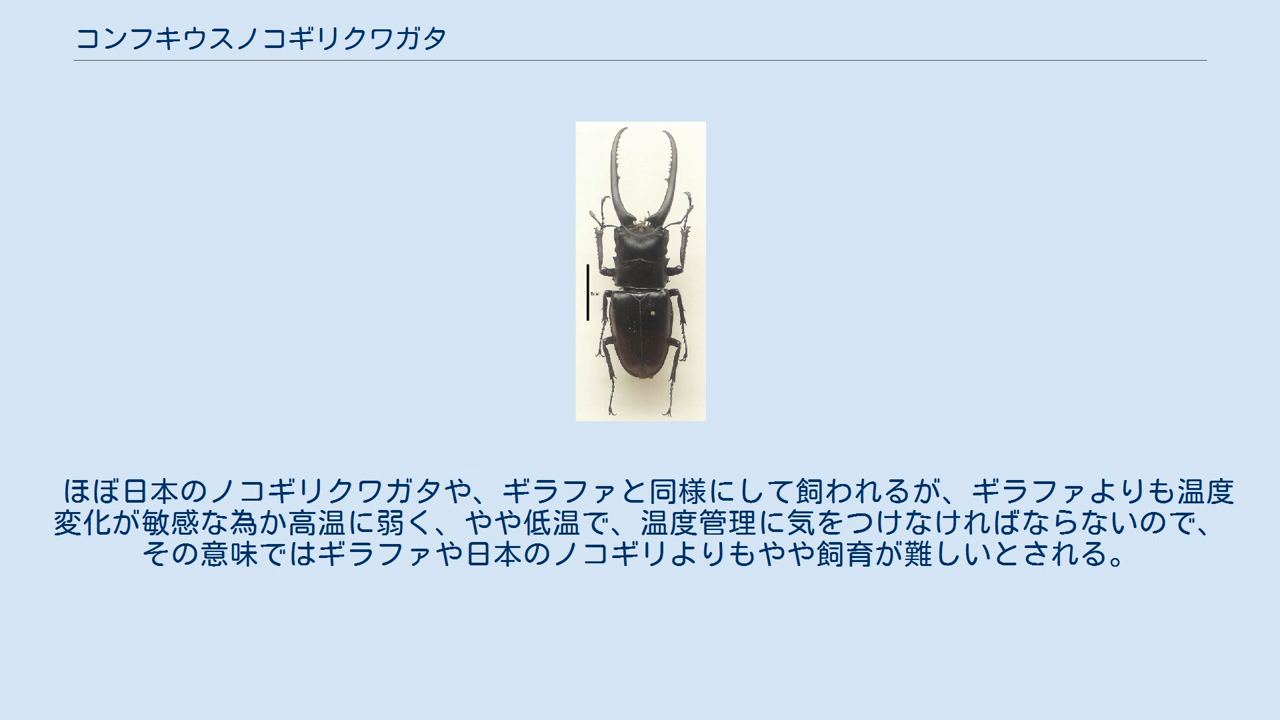 コンフキウスノコギリクワガタ
ほぼ日本のノコギリクワガタや、ギラファと同様にして飼われるが、ギラファよりも温度
変化が敏感な為か高温に弱く、やや低温で、温度管理に気をつけなければならないので、
その意味ではギラファや日本のノコギリよりもやや飼育が難しいとされる。